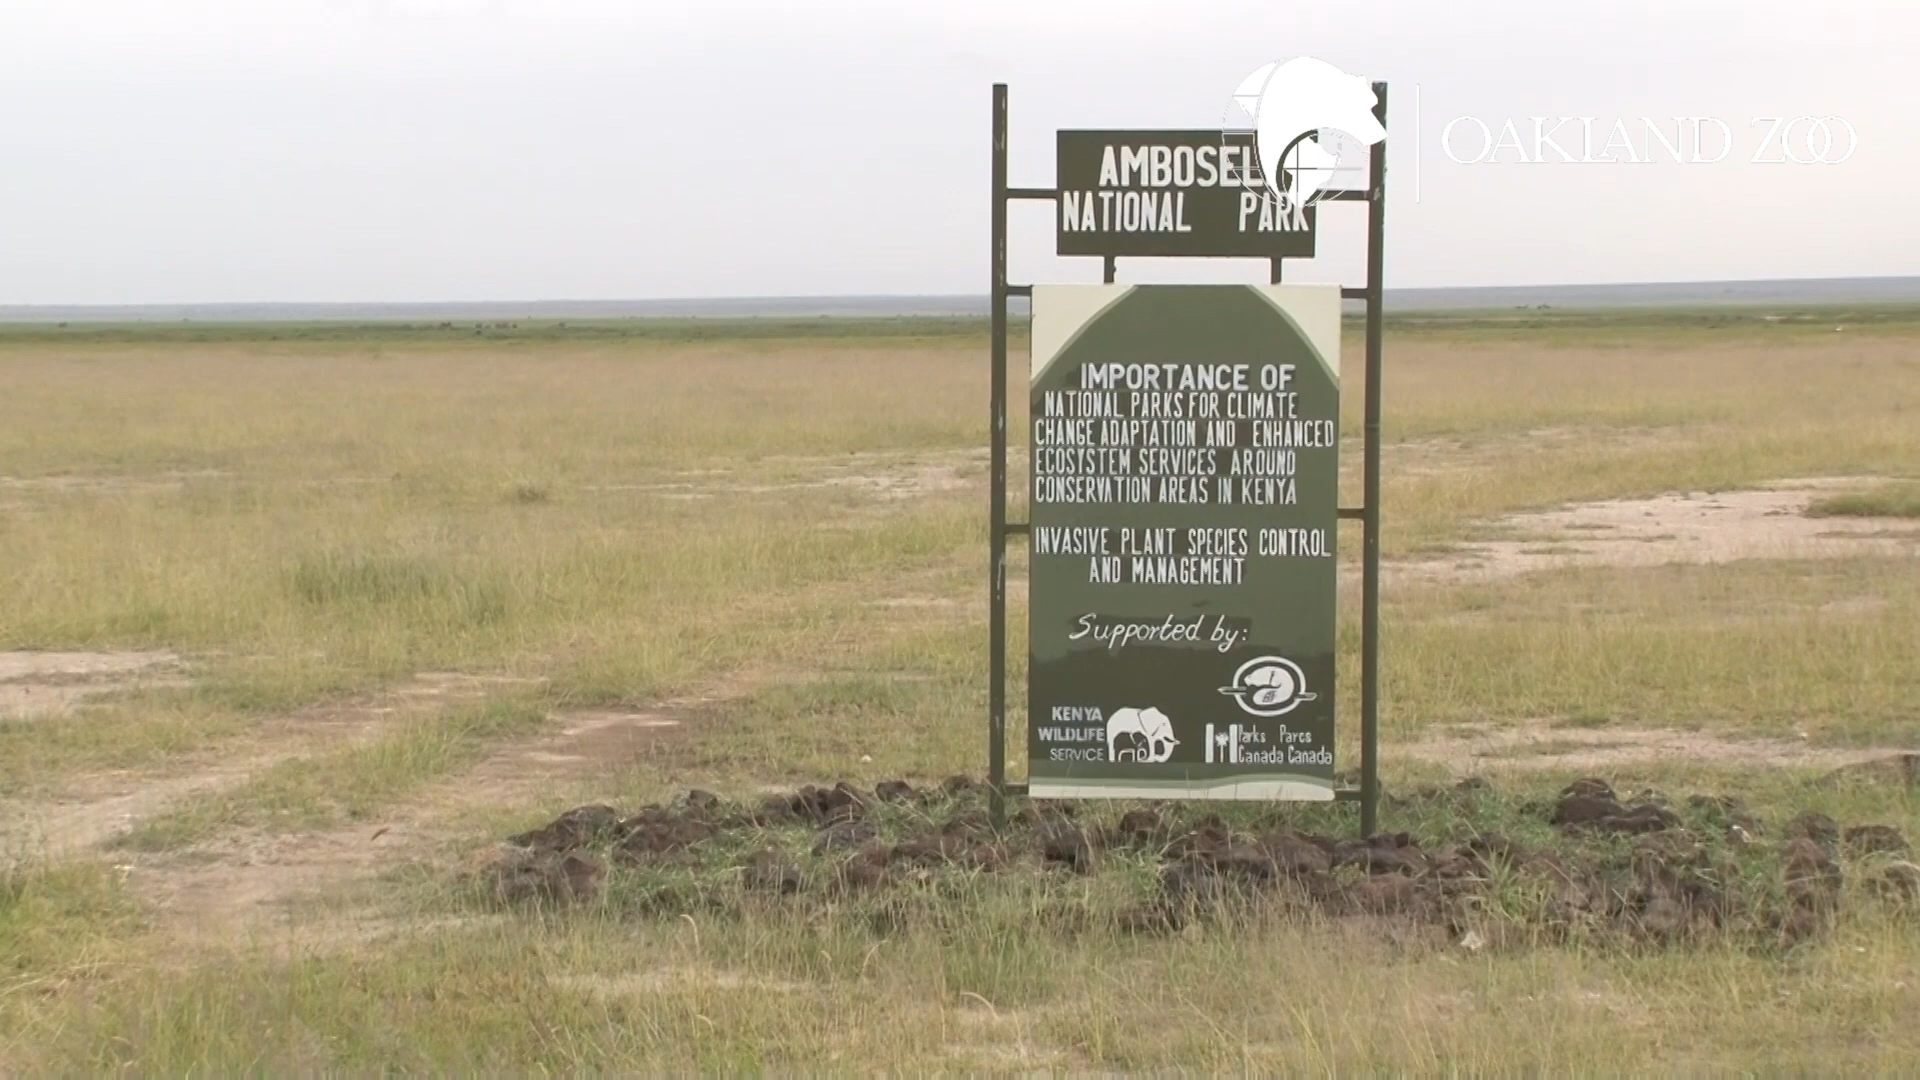 OAKLAND ZOO
AMBOSEL
NATIONAL PARK
IMPORTANCE OF
NATIONAL PARKS FOR CLIMATE
CHANGE ADAPTATION AND ENHANCED
ECOSYSTEM SERVICES AROUND
CONSERVATION AREAS IN KENYA
INVASIVE PLANT SPECIES CONTROL
AND MANAGEMENT
Supported by:
KENYA
WILDLIFE
SERVICE
Parks Parcs
Canada Canada